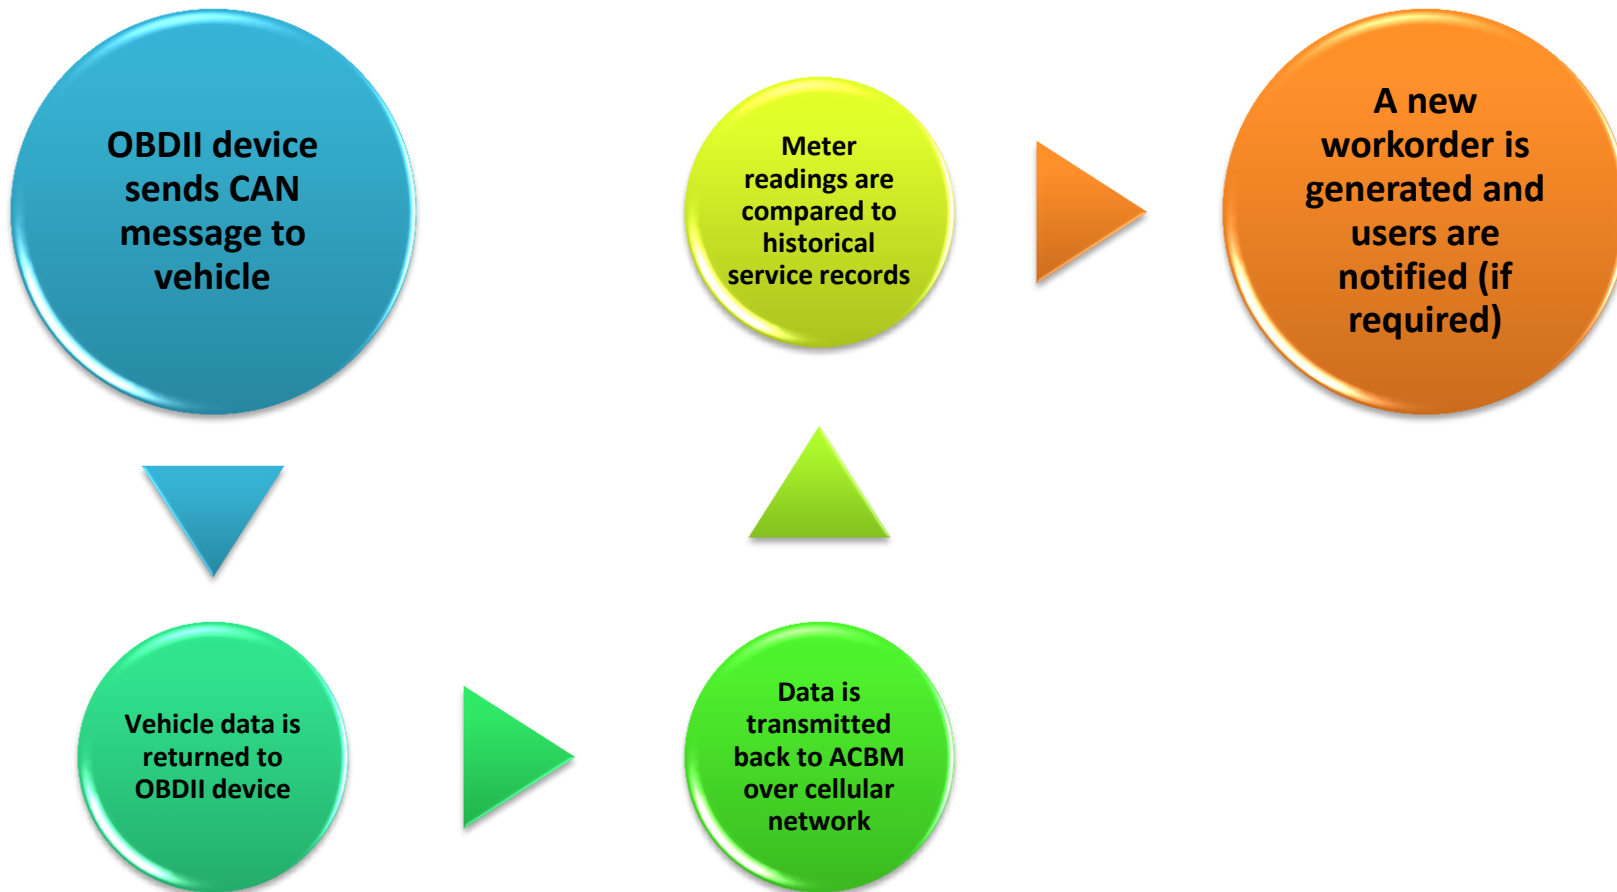 OBDII device
sends CAN
message to
vehicle
Vehicle data is
returned to
OBDII device
Data is
transmitted
back to ACBM
over cellular
network
Meter
readings are
compared to
historical
service records
A new
workorder is
generated and
users are
notified (if
required)